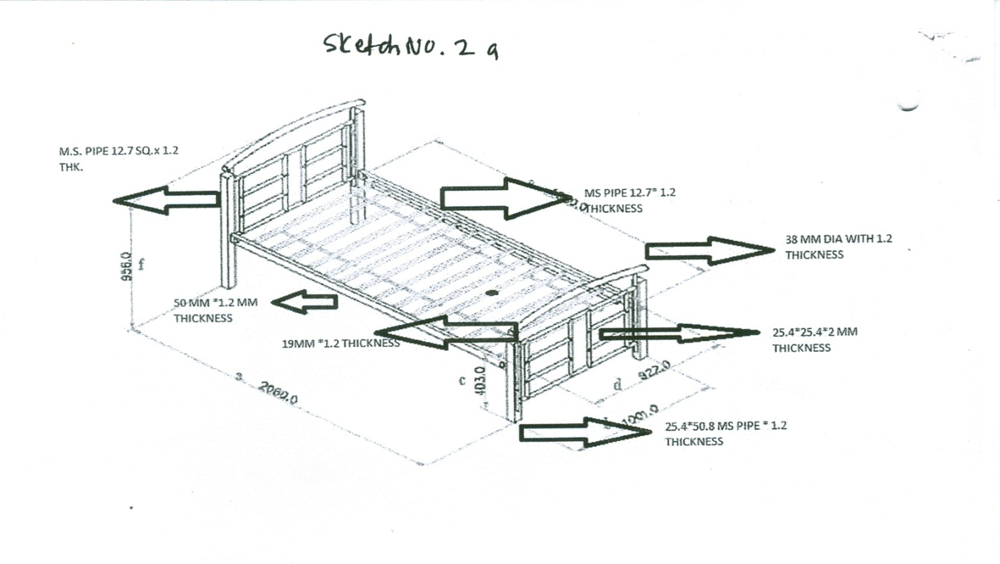 Sketch No. 2 a
M.S. PIPE 12.7 SQ.x 1.2
THK.
MS PIPE 12.7* 1.2
THICKNESS
38 MM DIA WITH 1.2
THICKNESS
956.0
f
50 MM *1.2 MM
THICKNESS
19MM *1.2 THICKNESS
25.4*25.4*2 MM
THICKNESS
a 2060.0
c 403.0
d 922.0
1001.0
25.4*50.8 MS PIPE * 1.2
THICKNESS